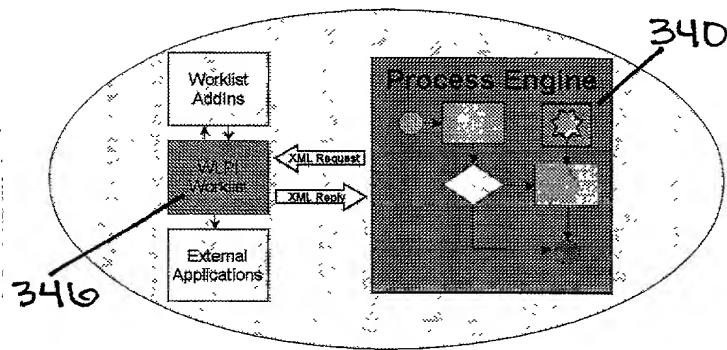 340
Process Engine
Worklist
AddIns
XML Request
WLPI
Worklist
XML Reply
External
Applications
346